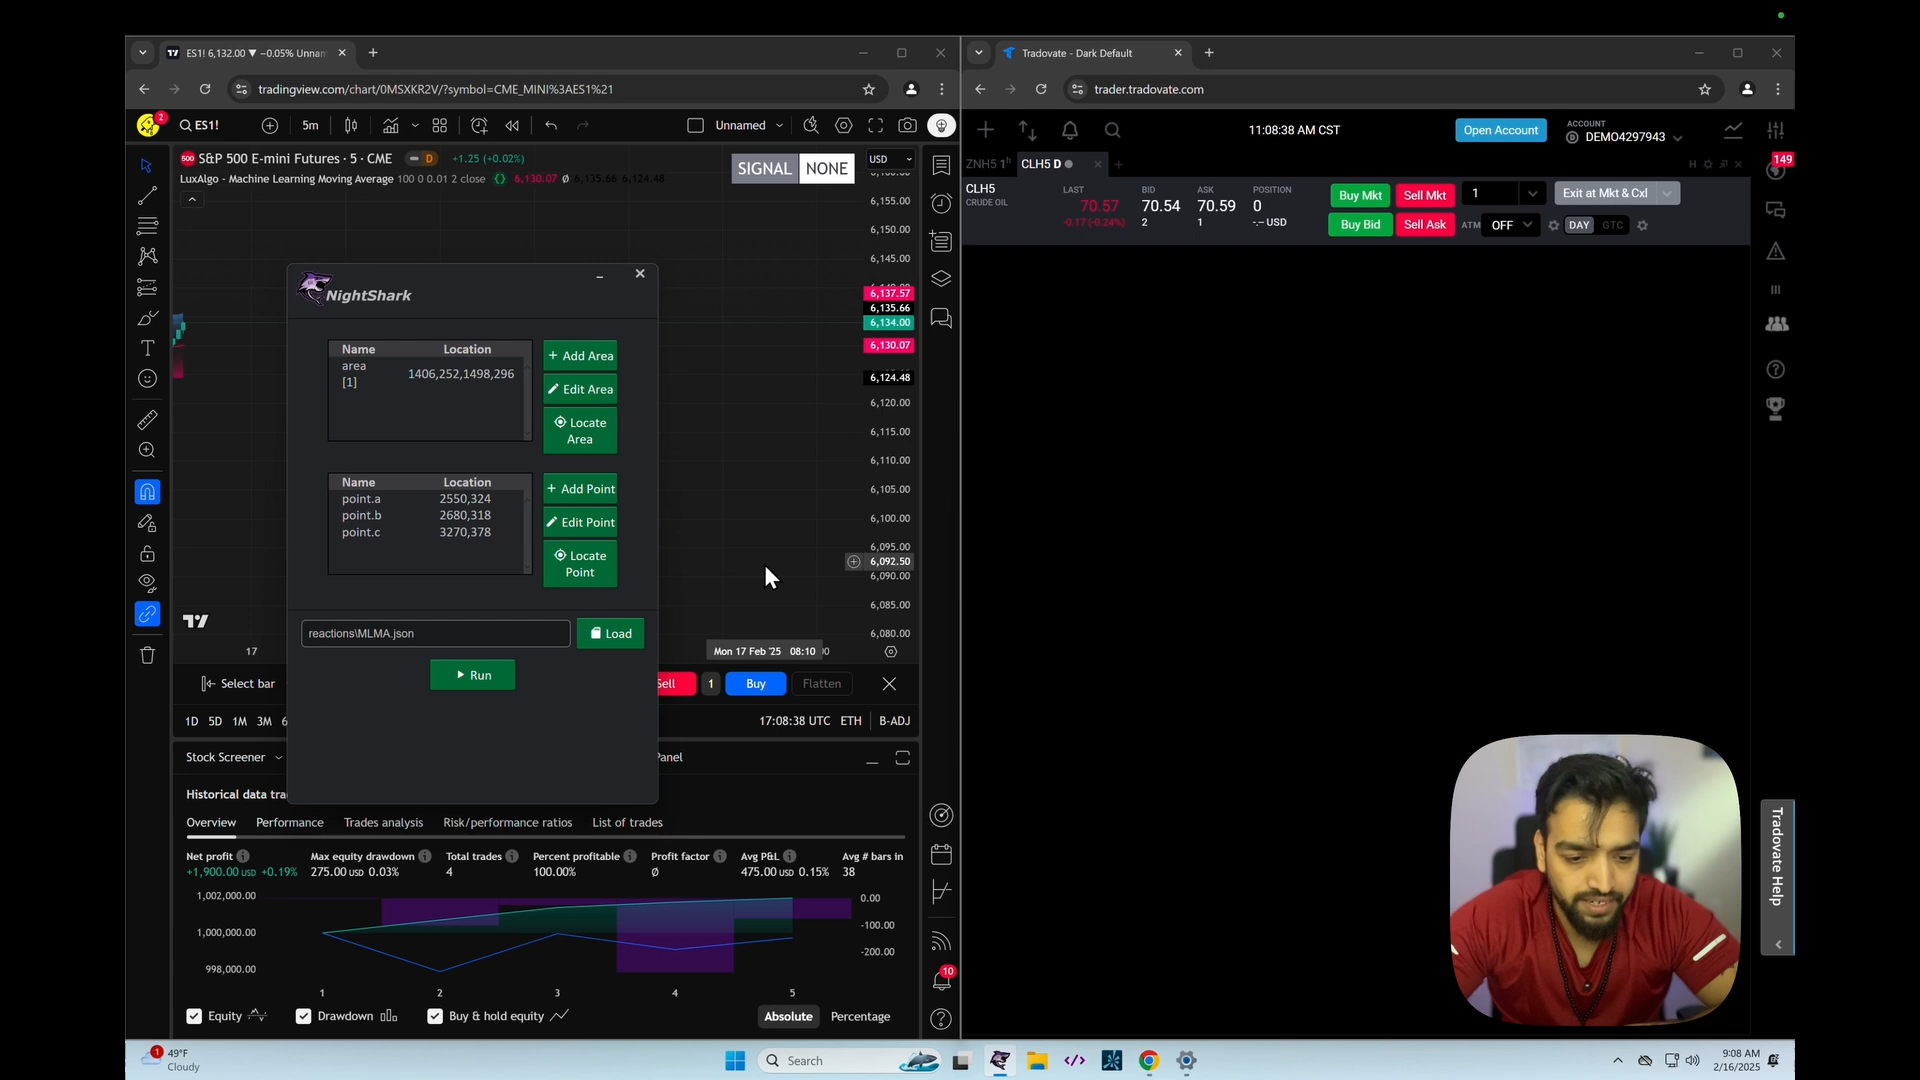 ES1! 6,132.00 ▼ −0.05% Unnam
tradingview.com/chart/0MSXKR2V/?symbol=CME_MINI%3AES1%21
2
ES1!
5m
Unnamed
S&P 500 E-mini Futures · 5 · CME
D
+1.25 (+0.02%)
LuxAlgo - Machine Learning Moving Average 100 0 0.01 2 close {} 6,130.07 Ø 6,135.66 6,124.48
SIGNAL NONE
USD
6,155.00
6,150.00
6,145.00
6,137.57
6,135.66
6,134.00
6,130.07
6,124.48
6,120.00
6,115.00
6,110.00
6,105.00
6,100.00
6,095.00
6,092.50
6,090.00
6,085.00
6,080.00
NightShark
Name Location
area [1] 1406,252,1498,296
+ Add Area
Edit Area
Locate Area
Name Location
point.a 2550,324
point.b 2680,318
point.c 3270,378
+ Add Point
Edit Point
Locate Point
reactions\MLMA.json
Load
Run
17
Mon 17 Feb '25 08:10
Select bar
Sell
1
Buy
Flatten
1D 5D 1M 3M 6
17:08:38 UTC ETH B-ADJ
Stock Screener
Panel
Historical data tra
Overview Performance Trades analysis Risk/performance ratios List of trades
Net profit Max equity drawdown Total trades Percent profitable Profit factor Avg P&L Avg # bars in
+1,900.00 USD +0.19% 275.00 USD 0.03% 4 100.00% Ø 475.00 USD 0.15% 38
1,002,000.00
1,000,000.00
998,000.00
0.00
-100.00
-200.00
1 2 3 4 5
Equity Drawdown Buy & hold equity
Absolute Percentage
10
Tradovate - Dark Default
trader.tradovate.com
11:08:38 AM CST
Open Account
ACCOUNT
DEMO4297943
ZNH5 1h
CLH5 D
149
CLH5
CRUDE OIL
LAST
70.57
-0.17 (-0.24%)
BID
70.54
2
ASK
70.59
1
POSITION
0
-.-- USD
Buy Mkt
Sell Mkt
1
Exit at Mkt & Cxl
Buy Bid
Sell Ask
ATM OFF
DAY
GTC
Tradovate Help
1
49°F
Cloudy
Search
9:08 AM
2/16/2025